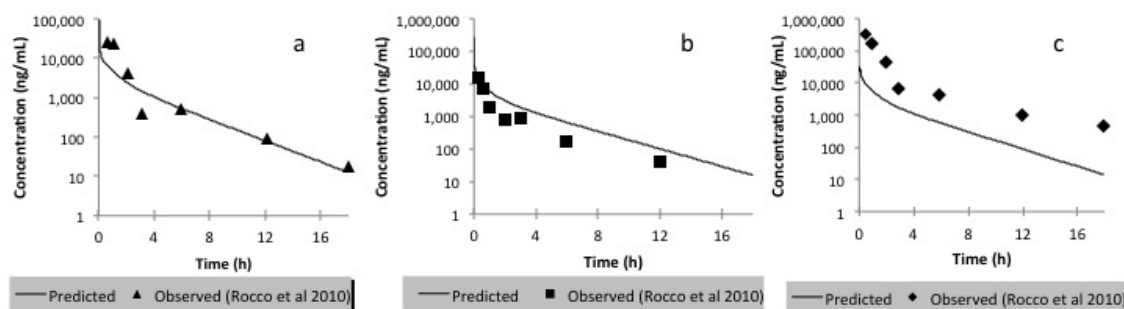 a
Concentration (ng/mL)
100,000
10,000
1,000
100
10
1
0 4 8 12 16
Time (h)
Predicted Observed (Rocco et al 2010)
b
Concentration (ng/mL)
1,000,000
100,000
10,000
1,000
100
10
1
0 4 8 12 16
Time (h)
Predicted Observed (Rocco et al 2010)
c
Concentration (ng/mL)
1,000,000
100,000
10,000
1,000
100
10
1
0 4 8 12 16
Time (h)
Predicted Observed (Rocco et al 2010)